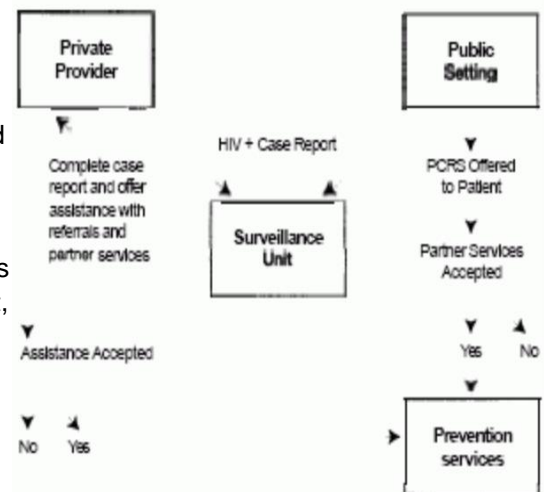 Private
Provider
Public
Setting
HIV + Case Report
Complete case
report and offer
assistance with
referrals and
partner services
PCRS Offered
to Patient
Surveillance
Unit
Partner Services
Accepted
Assistance Accepted
Yes No
No Yes
Prevention
services